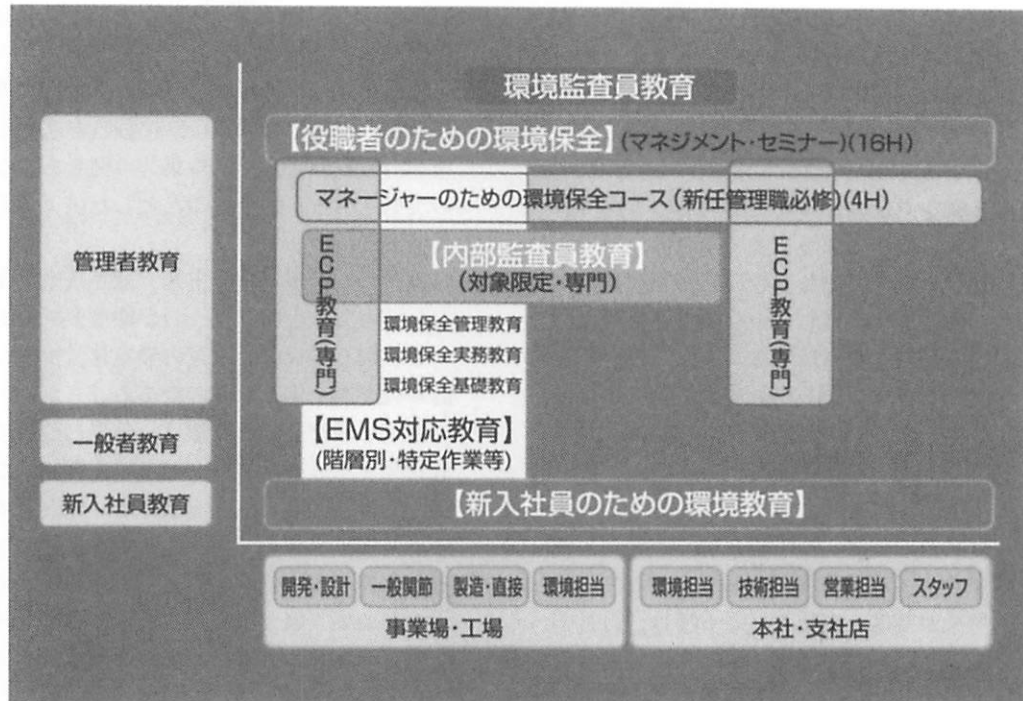 環境監査員教育
【役職者のための環境保全】(マネジメント・セミナー)(16H)
マネージャーのための環境保全コース(新任管理職必修)(4H)
管理者教育
ECP教育(専門)
【内部監査員教育】
(対象限定・専門)
ECP教育(専門)
環境保全管理教育
環境保全実務教育
環境保全基礎教育
一般者教育
【EMS対応教育】
(階層別・特定作業等)
新入社員教育
【新入社員のための環境教育】
開発・設計 一般関節 製造・直接 環境担当
事業場・工場
環境担当 技術担当 営業担当 スタッフ
本社・支社店